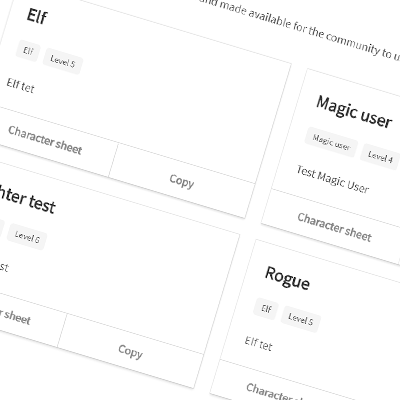 and made available for the community to u
Elf
Elf Level 5
Elf tet
Character sheet Copy
Magic user
Magic user Level 4
Test Magic User
Character sheet
hter test
Level 6
st
r sheet Copy
Rogue
Elf Level 5
Elf tet
Character sh